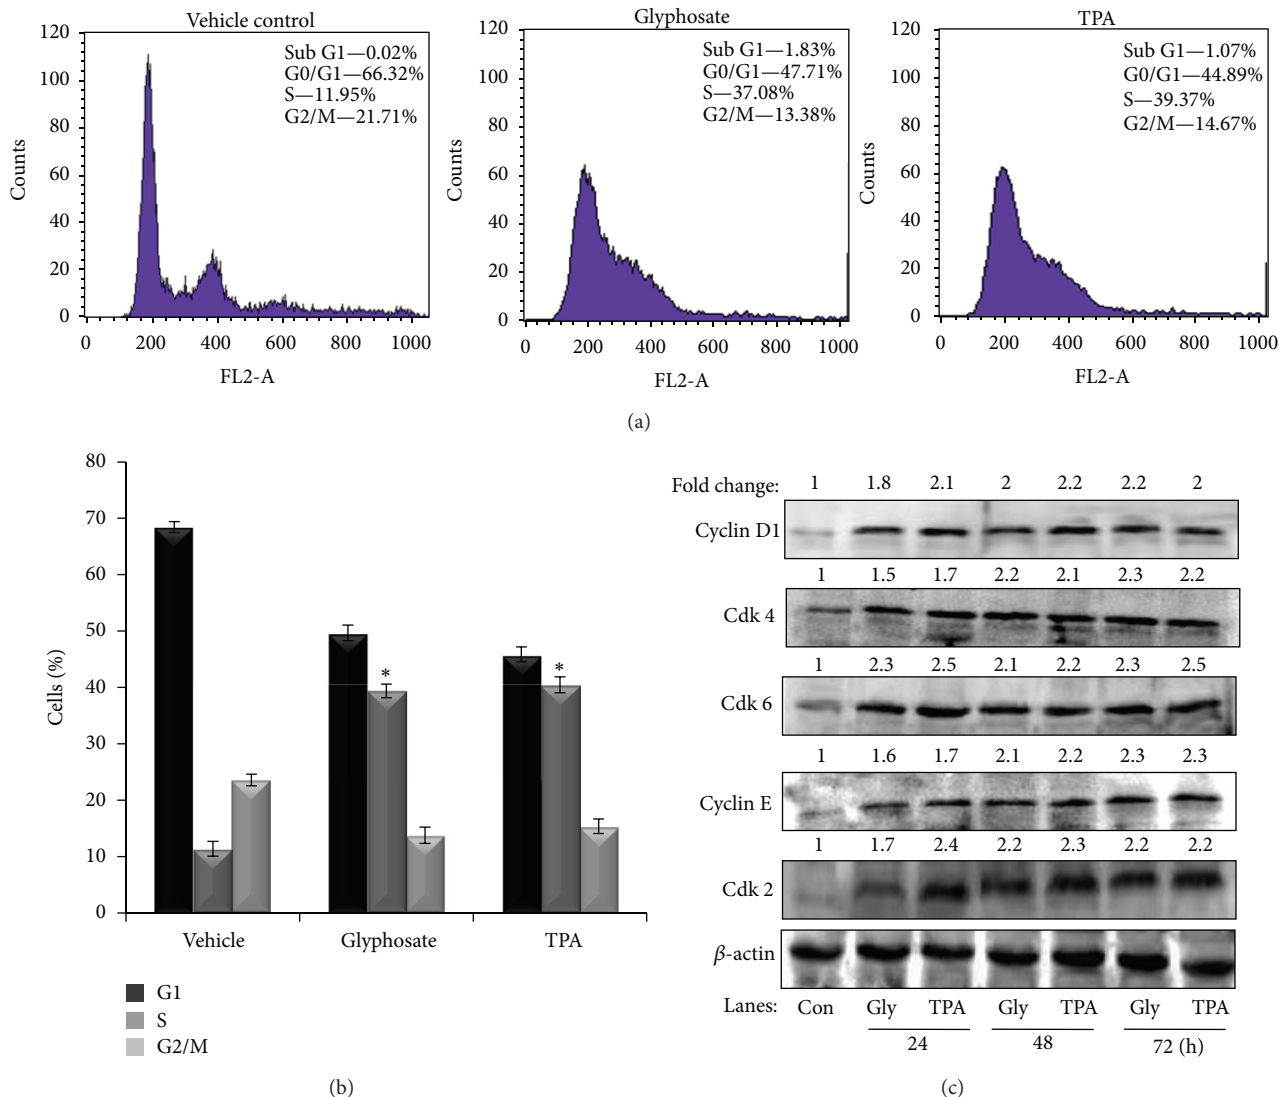 Vehicle control
120
100
80
60
40
20
0
Counts
Sub G1—0.02%
G0/G1—66.32%
S—11.95%
G2/M—21.71%
0 200 400 600 800 1000
FL2-A
Glyphosate
120
100
80
60
40
20
0
Counts
Sub G1—1.83%
G0/G1—47.71%
S—37.08%
G2/M—13.38%
0 200 400 600 800 1000
FL2-A
TPA
120
100
80
60
40
20
0
Counts
Sub G1—1.07%
G0/G1—44.89%
S—39.37%
G2/M—14.67%
0 200 400 600 800 1000
FL2-A
(a)
80
70
60
50
40
30
20
10
0
Cells (%)
* *
Vehicle Glyphosate TPA
G1
S
G2/M
(b)
Fold change: 1 1.8 2.1 2 2.2 2.2 2
Cyclin D1
1 1.5 1.7 2.2 2.1 2.3 2.2
Cdk 4
1 2.3 2.5 2.1 2.2 2.3 2.5
Cdk 6
1 1.6 1.7 2.1 2.2 2.3 2.3
Cyclin E
1 1.7 2.4 2.2 2.3 2.2 2.2
Cdk 2
β-actin
Lanes: Con Gly TPA Gly TPA Gly TPA
24 48 72 (h)
(c)